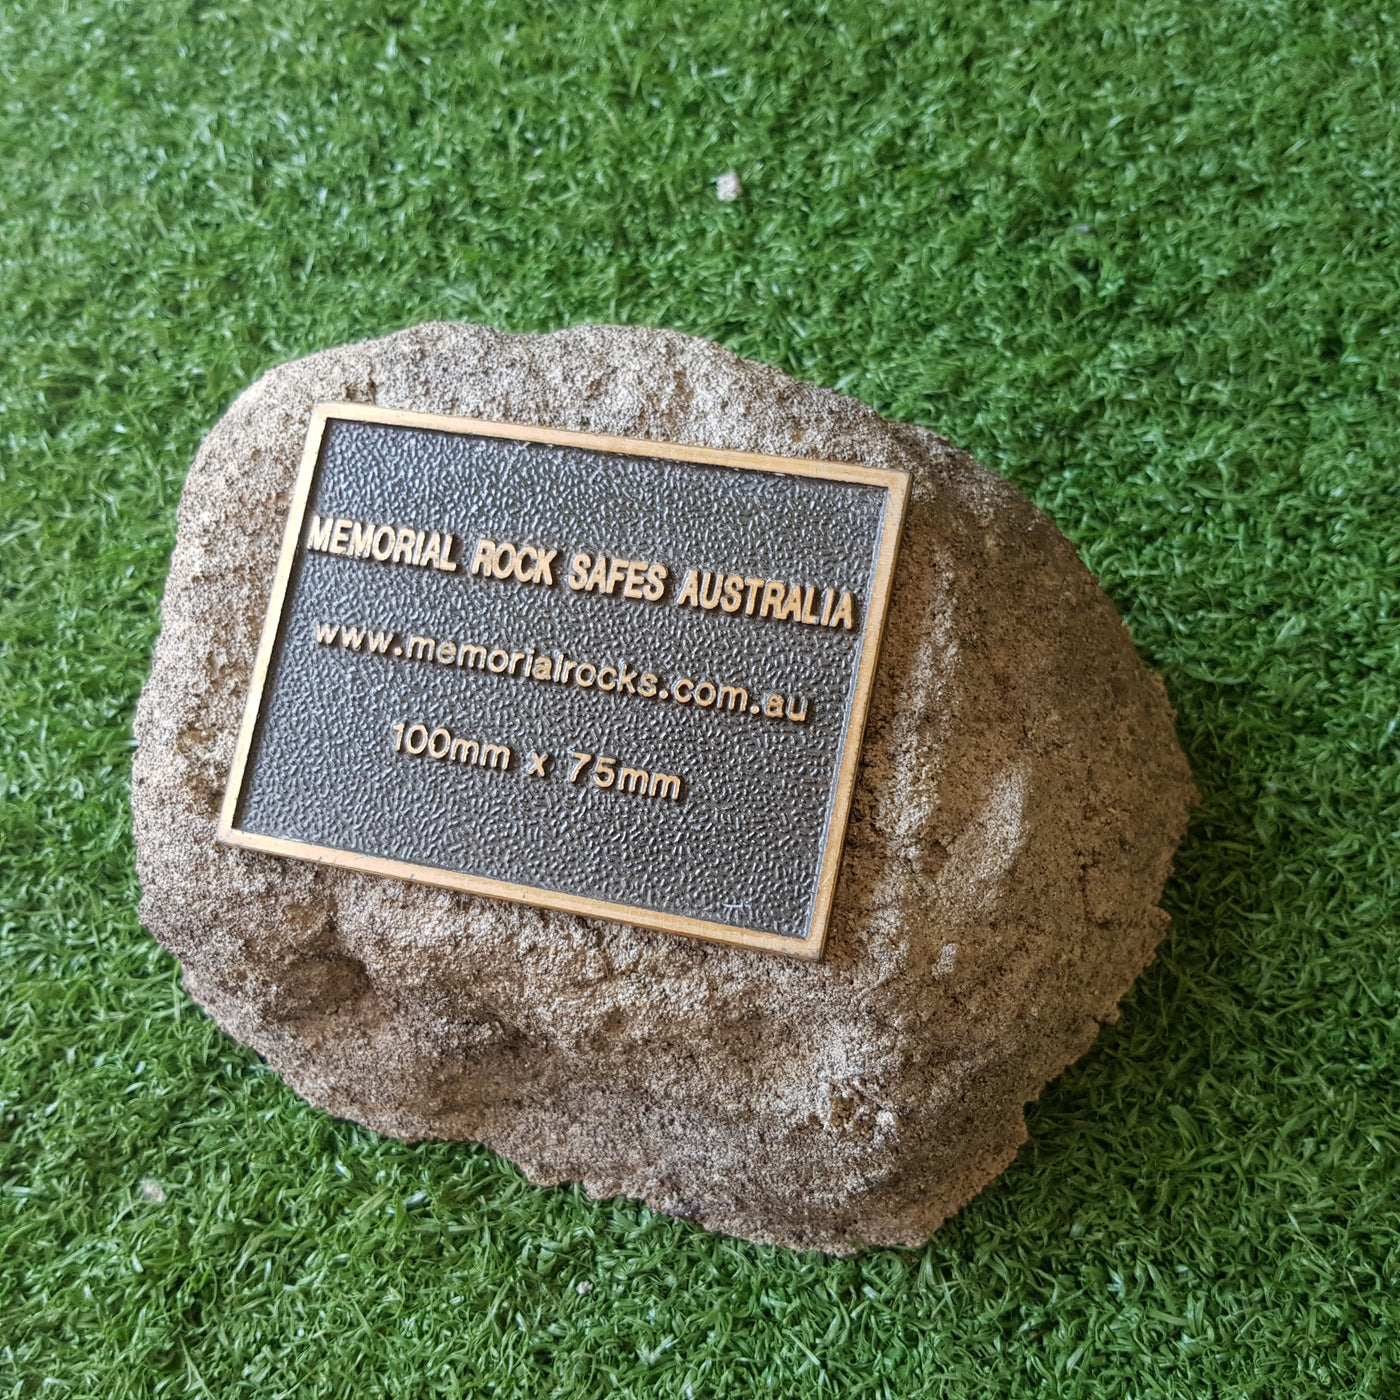 MEMORIAL ROCK SAFES AUSTRALIA
www.memorialrocks.com.au
100mm x 75mm